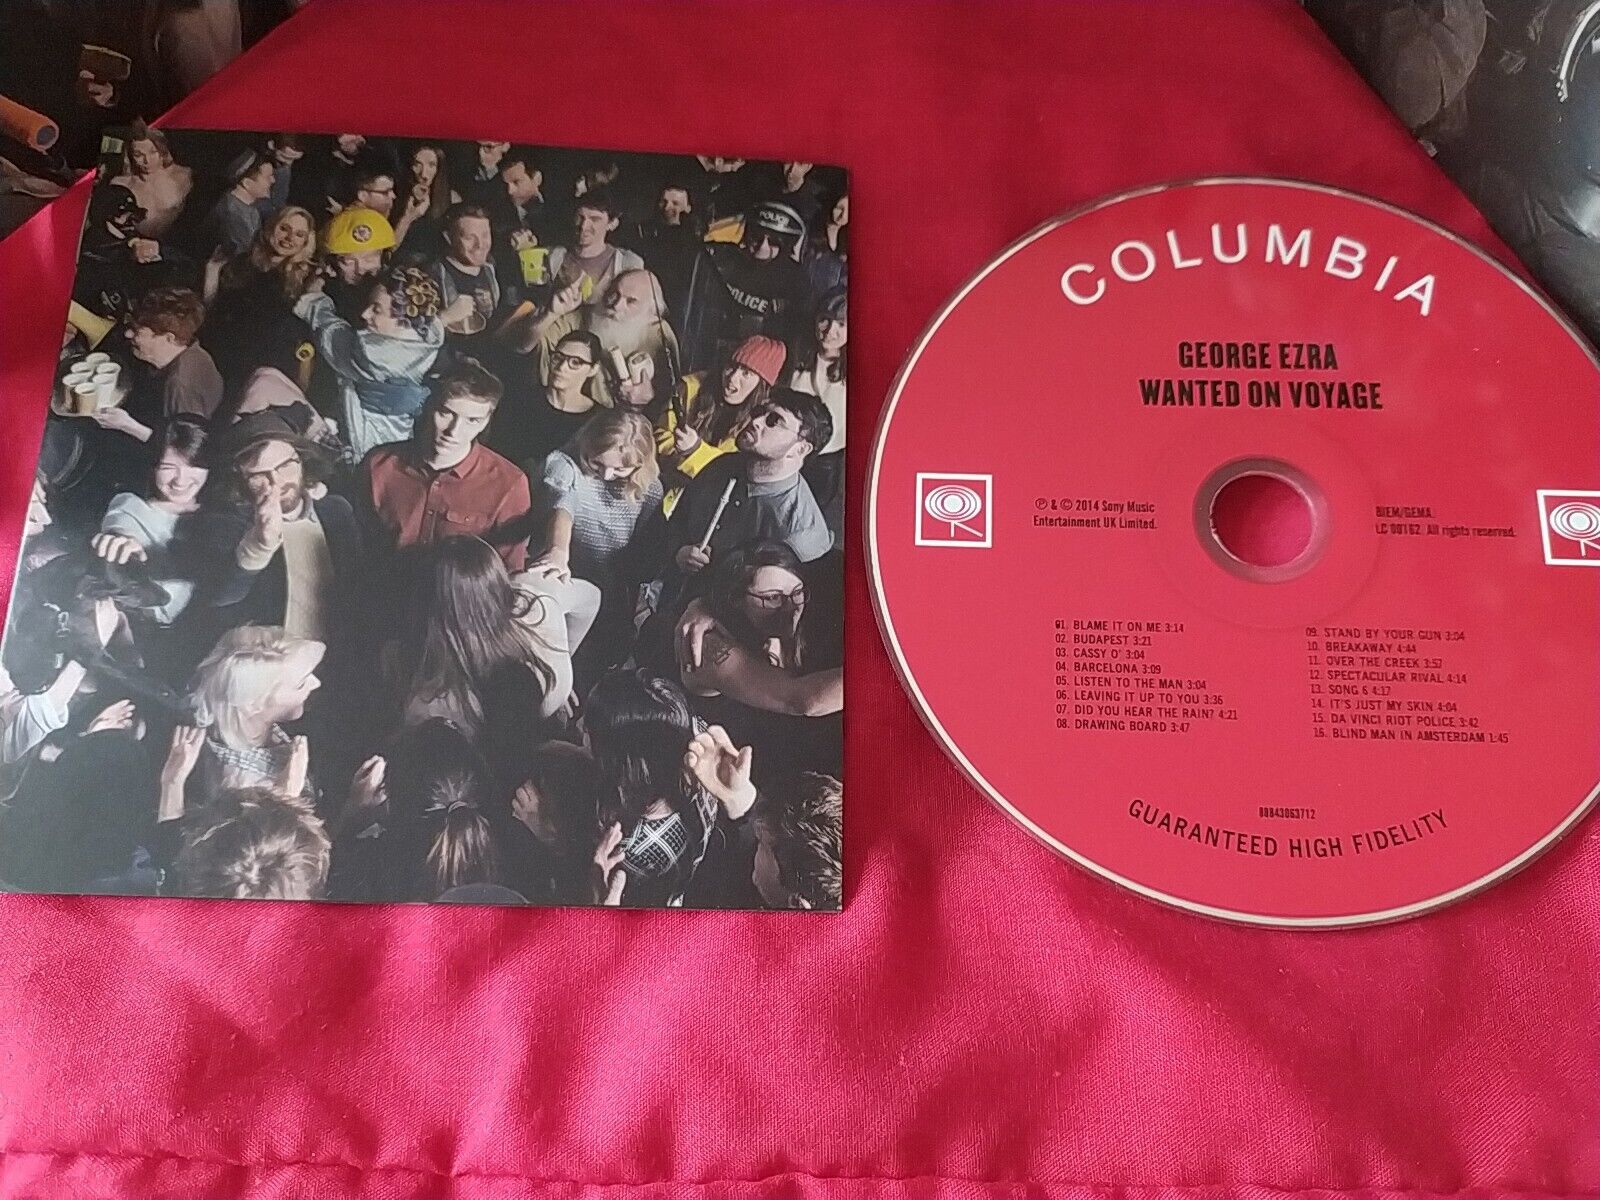 POLICE
POLICE
COLUMBIA
GEORGE EZRA
WANTED ON VOYAGE
℗ & © 2014 Sony Music
Entertainment UK Limited.
BIEM/GEMA.
LC 00162 All rights reserved.
01. BLAME IT ON ME 3:14
02. BUDAPEST 3:21
03. CASSY O' 3:04
04. BARCELONA 3:09
05. LISTEN TO THE MAN 3:04
06. LEAVING IT UP TO YOU 3:36
07. DID YOU HEAR THE RAIN? 4:21
08. DRAWING BOARD 3:47
09. STAND BY YOUR GUN 3:04
10. BREAKAWAY 4:44
11. OVER THE CREEK 3:57
12. SPECTACULAR RIVAL 4:14
13. SONG 6 4:17
14. IT'S JUST MY SKIN 4:04
15. DA VINCI RIOT POLICE 3:42
16. BLIND MAN IN AMSTERDAM 1:45
88843063712
GUARANTEED HIGH FIDELITY